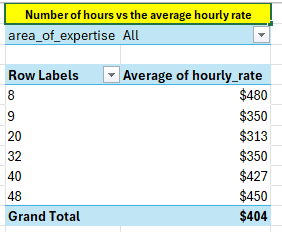 Number of hours vs the average hourly rate
area_of_expertise All
Row Labels Average of hourly_rate
8 $480
9 $350
20 $313
32 $350
40 $427
48 $450
Grand Total $404